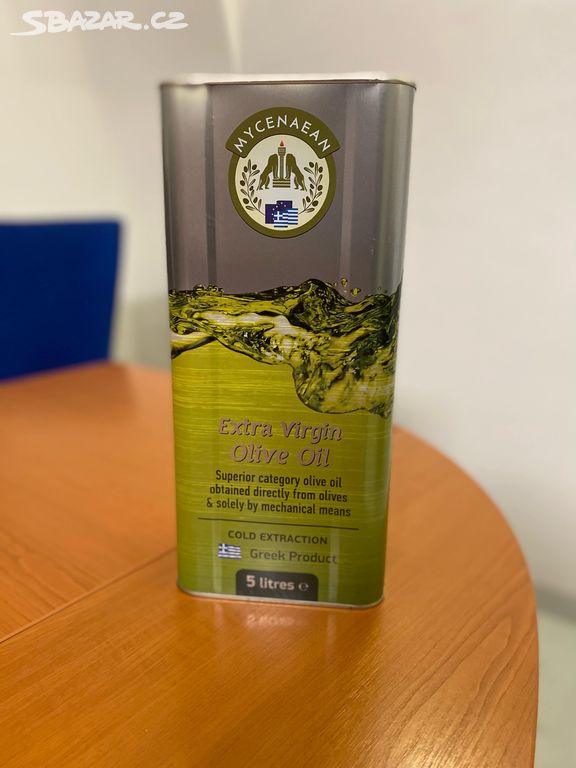 SBAZAR.CZ
MYCENAEAN
Extra Virgin
Olive Oil
Superior category olive oil
obtained directly from olives
& solely by mechanical means
COLD EXTRACTION
Greek Product
5 litres ℮